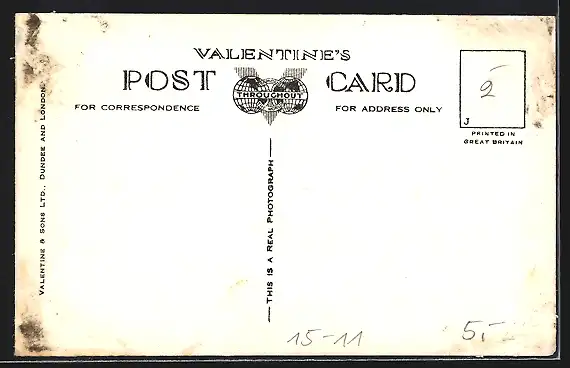 VALENTINE'S
POST CARD
THROUGHOUT
FOR CORRESPONDENCE
FOR ADDRESS ONLY
2
J
PRINTED IN
GREAT BRITAIN
VALENTINE & SONS LTD., DUNDEE AND LONDON.
THIS IS A REAL PHOTOGRAPH
15-11
5,-